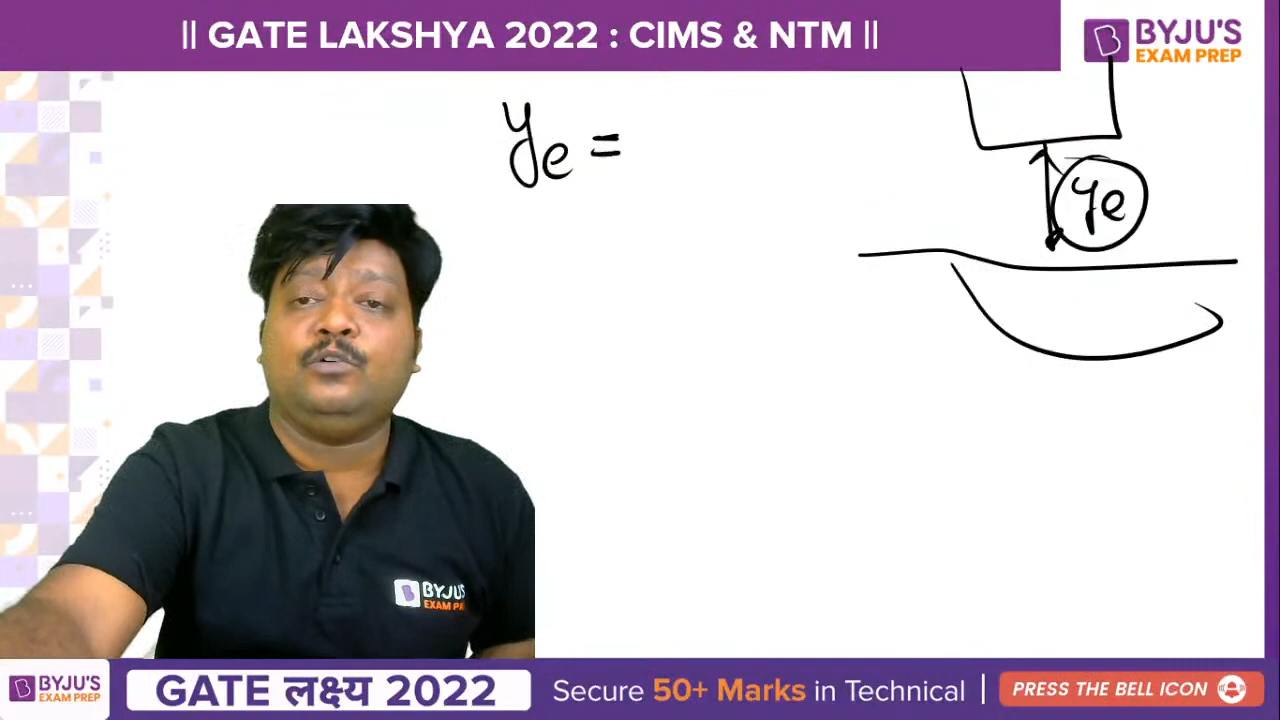 || GATE LAKSHYA 2022 : CIMS & NTM ||
BYJU'S
EXAM PREP
ye =
ye
BYJU'S
EXAM PREP
BYJU'S
EXAM PREP
GATE लक्ष्य 2022
Secure 50+ Marks in Technical
PRESS THE BELL ICON